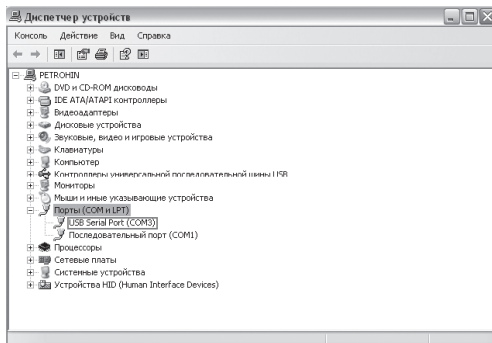 Диспетчер устройств
Консоль Действие Вид Справка
PETROHIN
DVD и CD-ROM дисководы
IDE ATA/ATAPI контроллеры
Видеоадаптеры
Дисковые устройства
Звуковые, видео и игровые устройства
Клавиатуры
Компьютер
Контроллеры универсальной последовательной шины USB
Мониторы
Мыши и иные указывающие устройства
Порты (COM и LPT)
USB Serial Port (COM3)
Последовательный порт (COM1)
Процессоры
Сетевые платы
Системные устройства
Устройства HID (Human Interface Devices)